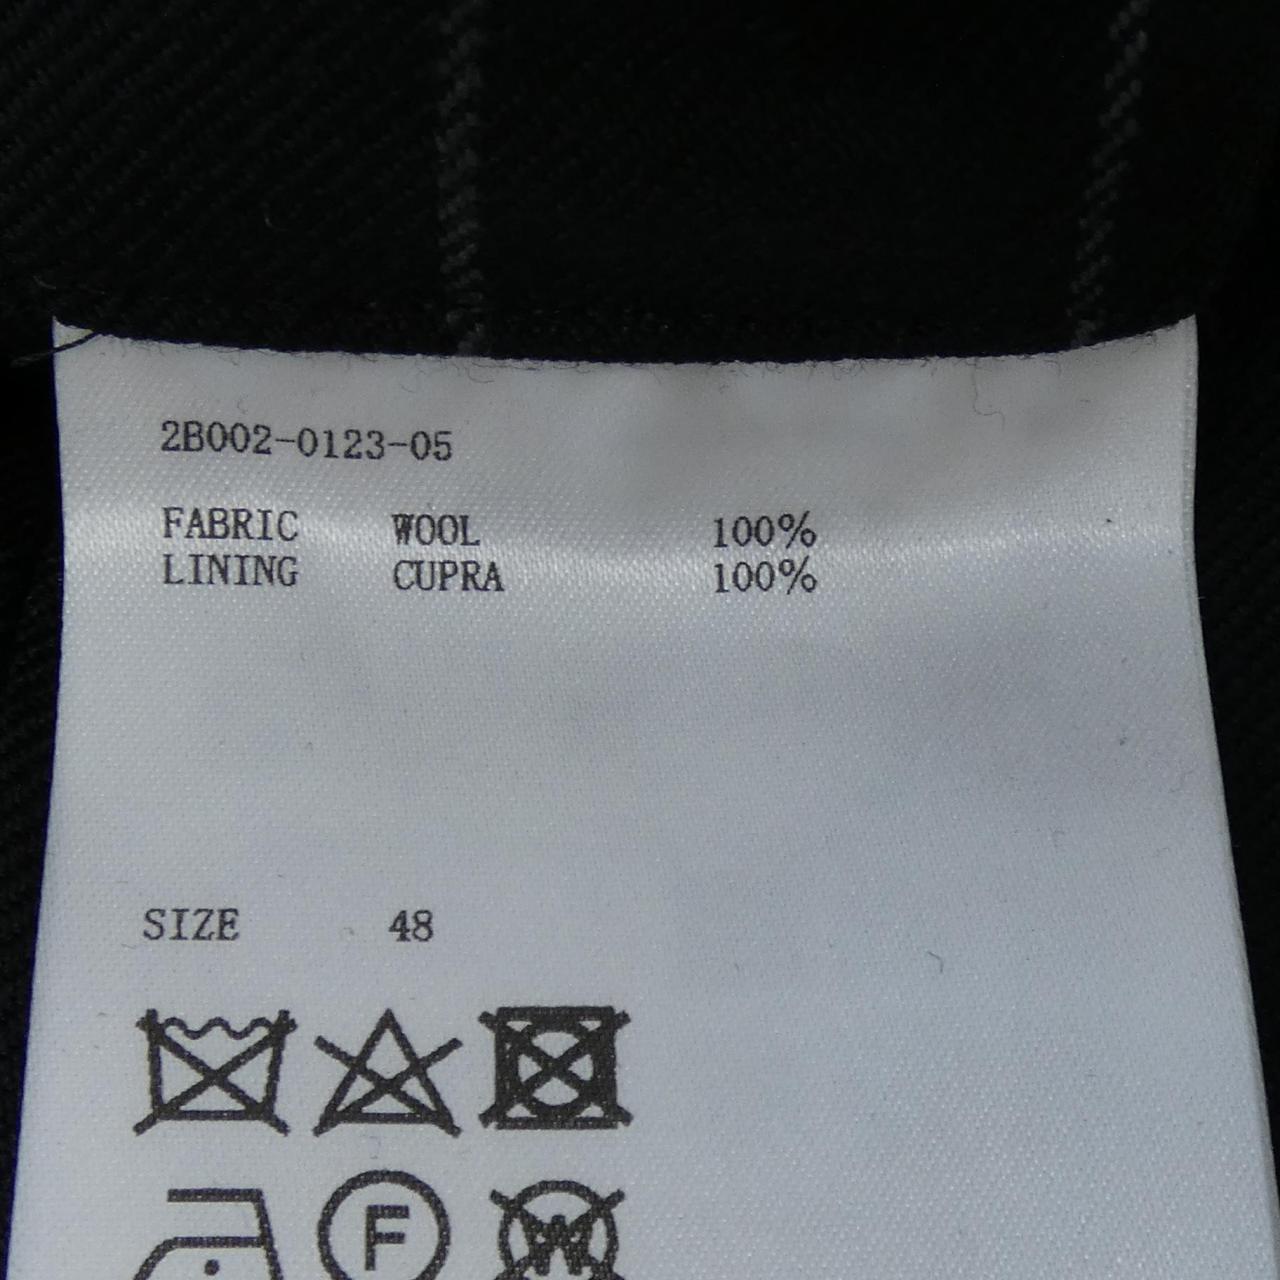 2B002-0123-05
FABRIC WOOL 100%
LINING CUPRA 100%
SIZE 48
F
W